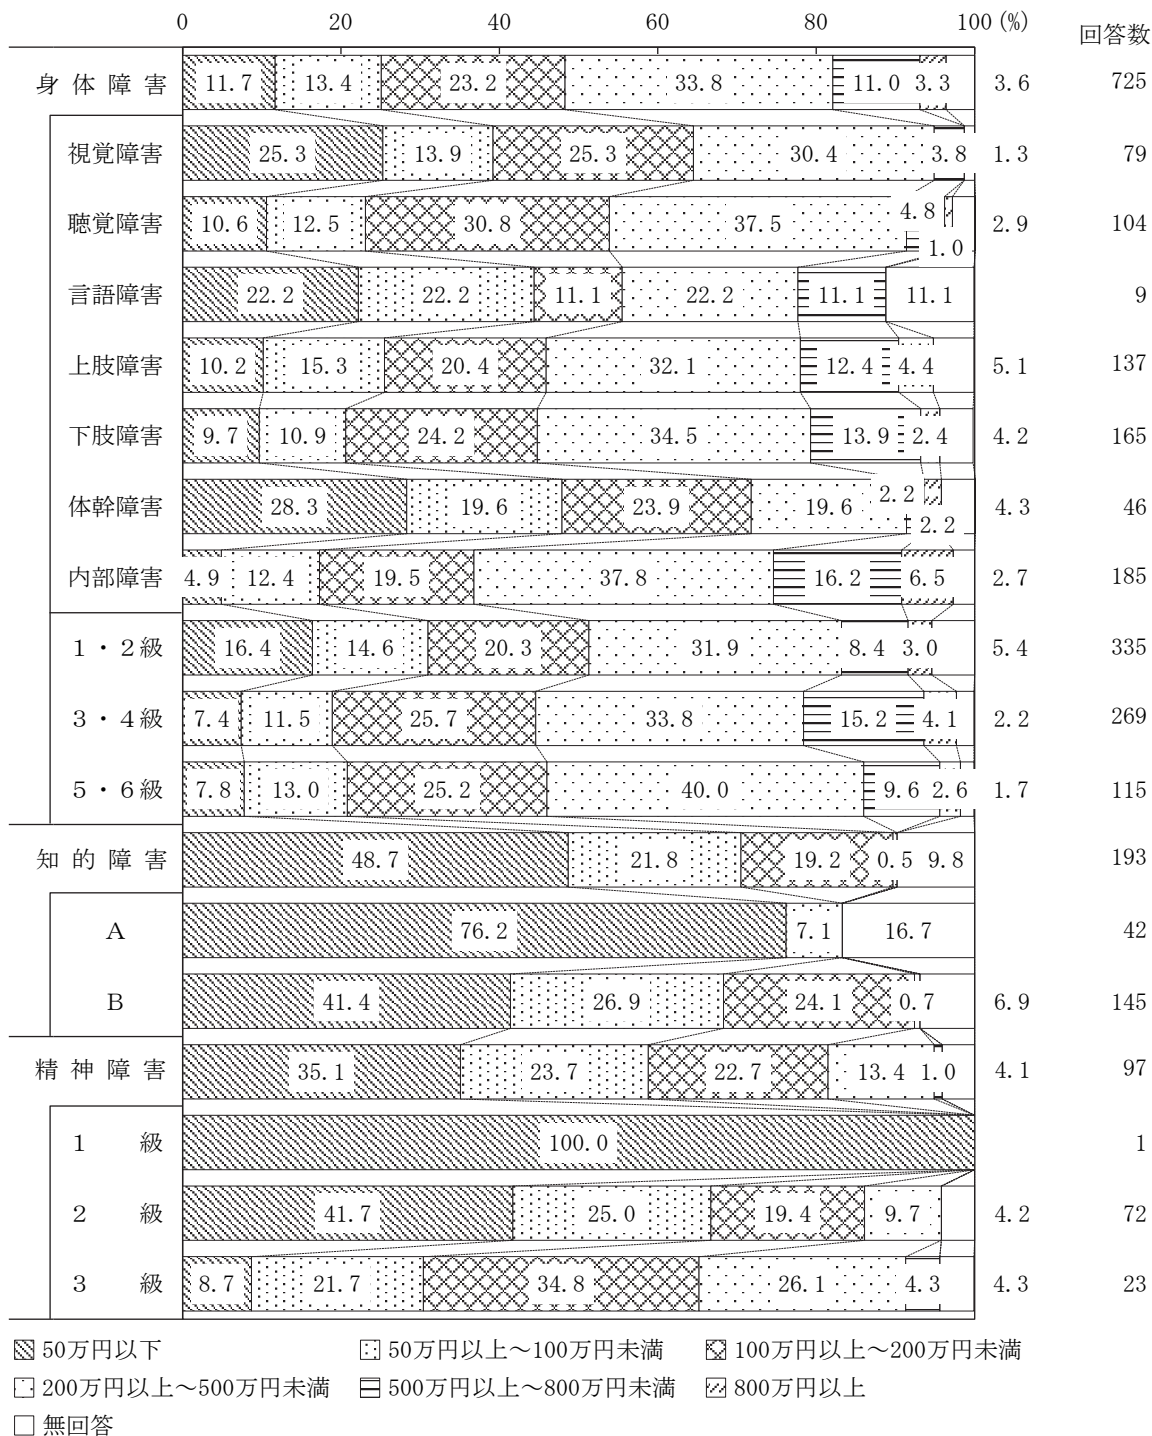 0 20 40 60 80 100 (%) 回答数
身体障害 11.7 13.4 23.2 33.8 11.0 3.3 3.6 725
視覚障害 25.3 13.9 25.3 30.4 3.8 1.3 79
聴覚障害 10.6 12.5 30.8 37.5 4.8 1.0 2.9 104
言語障害 22.2 22.2 11.1 22.2 11.1 11.1 9
上肢障害 10.2 15.3 20.4 32.1 12.4 4.4 5.1 137
下肢障害 9.7 10.9 24.2 34.5 13.9 2.4 4.2 165
体幹障害 28.3 19.6 23.9 19.6 2.2 2.2 4.3 46
内部障害 4.9 12.4 19.5 37.8 16.2 6.5 2.7 185
1・2級 16.4 14.6 20.3 31.9 8.4 3.0 5.4 335
3・4級 7.4 11.5 25.7 33.8 15.2 4.1 2.2 269
5・6級 7.8 13.0 25.2 40.0 9.6 2.6 1.7 115
知的障害 48.7 21.8 19.2 0.5 9.8 193
A 76.2 7.1 16.7 42
B 41.4 26.9 24.1 0.7 6.9 145
精神障害 35.1 23.7 22.7 13.4 1.0 4.1 97
1 級 100.0 1
2 級 41.7 25.0 19.4 9.7 4.2 72
3 級 8.7 21.7 34.8 26.1 4.3 4.3 23
50万円以下 50万円以上～100万円未満 100万円以上～200万円未満
200万円以上～500万円未満 500万円以上～800万円未満 800万円以上
無回答